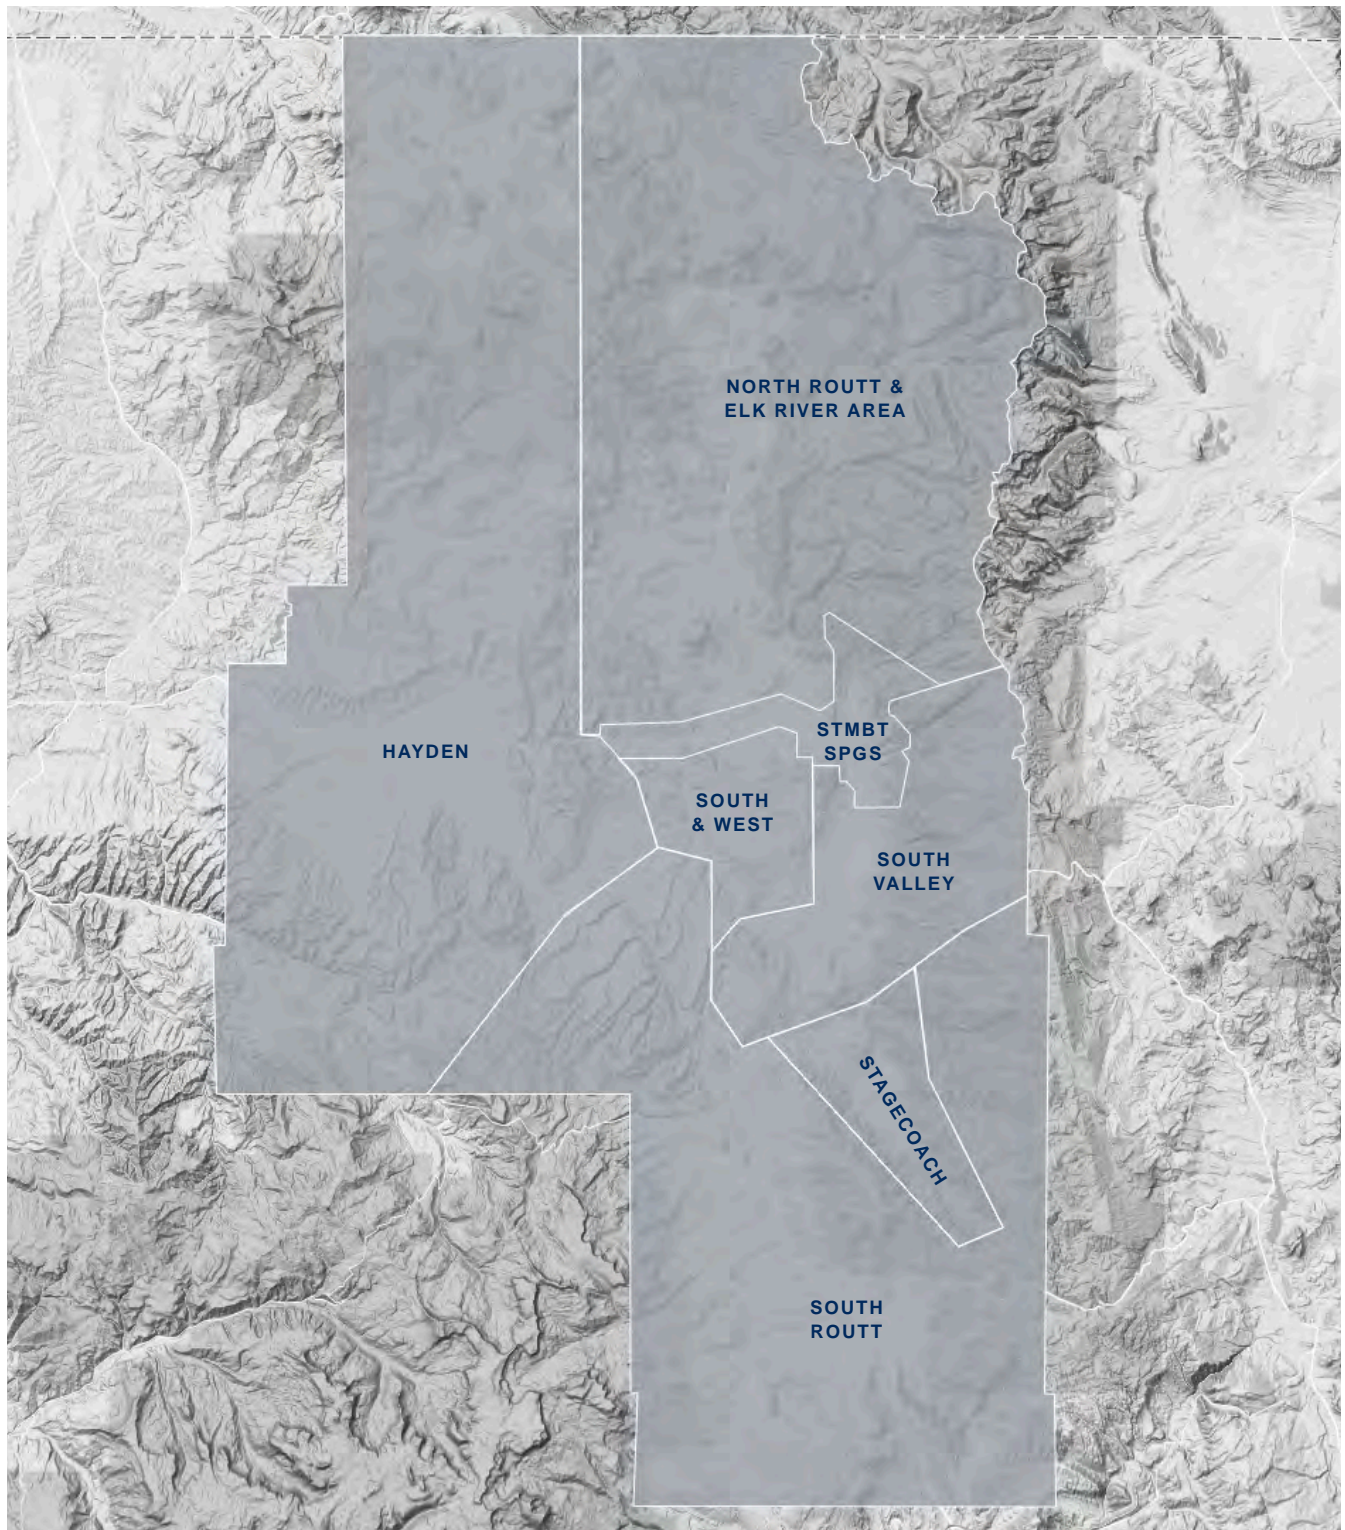 NORTH ROUTT &
ELK RIVER AREA
STMBT
SPGS
HAYDEN
SOUTH
& WEST
SOUTH
VALLEY
STAGECOACH
SOUTH
ROUTT